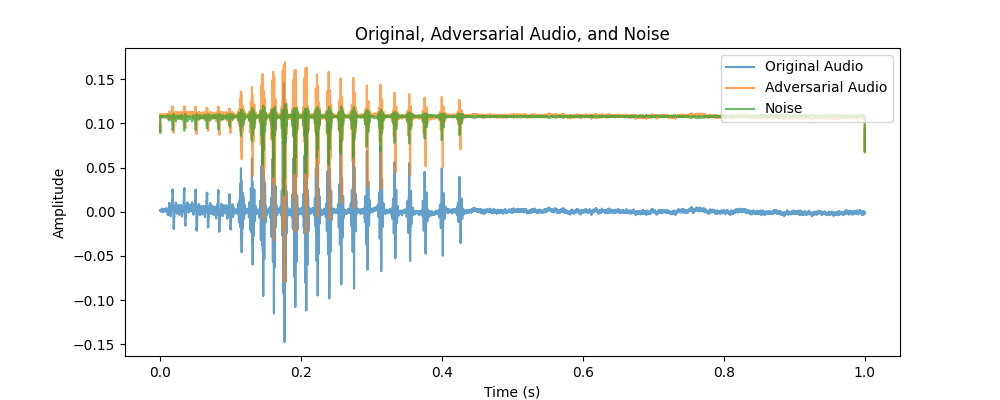 Original, Adversarial Audio, and Noise
Original Audio
Adversarial Audio
Noise
Amplitude
0.15
0.10
0.05
0.00
−0.05
−0.10
−0.15
0.0 0.2 0.4 0.6 0.8 1.0
Time (s)